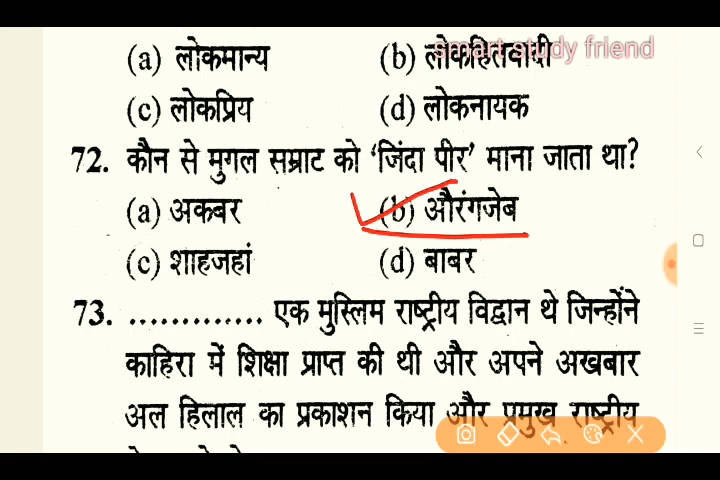 smart study friend
(a) लोकमान्य (b) लोकहितवादी
(c) लोकप्रिय (d) लोकनायक
72. कौन से मुगल सम्राट को ‘जिंदा पीर’ माना जाता था?
(a) अकबर (b) औरंगजेब
(c) शाहजहां (d) बाबर
73. ............. एक मुस्लिम राष्ट्रीय विद्वान थे जिन्होंने
काहिरा में शिक्षा प्राप्त की थी और अपने अखबार
अल हिलाल का प्रकाशन किया और प्रमुख राष्ट्रीय